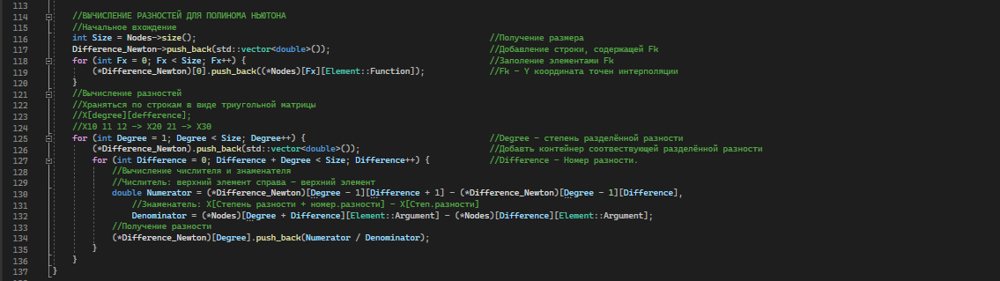 113
114 //ВЫЧИСЛЕНИЕ РАЗНОСТЕЙ ДЛЯ ПОЛИНОМА НЬЮТОНА
115 //Начальное вхождение
116 int Size = Nodes->size(); //Получение размера
117 Difference_Newton->push_back(std::vector<double>()); //Добавление строки, содержащей Fk
118 for (int Fx = 0; Fx < Size; Fx++) { //Заполение элементами Fk
119 (*Difference_Newton)[0].push_back((*Nodes)[Fx][Element::Function]); //Fk - Y координата точен интерполяции
120 }
121 //Вычисление разностей
122 //Храняться по строкам в виде триугольной матрицы
123 //X[degree][defference];
124 //X10 11 12 -> X20 21 -> X30
125 for (int Degree = 1; Degree < Size; Degree++) { //Degree - степень разделённой разности
126 (*Difference_Newton).push_back(std::vector<double>()); //Добавть контейнер соотвествующей разделённой разности
127 for (int Difference = 0; Difference + Degree < Size; Difference++) { //Difference - Номер разности.
128 //Вычисление числителя и знаменателя
129 //Числитель: верхний элемент справа - верхний элемент
130 double Numerator = (*Difference_Newton)[Degree - 1][Difference + 1] - (*Difference_Newton)[Degree - 1][Difference],
131 //Знаменатель: X[Степень разности + номер.разности] - X[Степ.разности]
132 Denominator = (*Nodes)[Degree + Difference][Element::Argument] - (*Nodes)[Difference][Element::Argument];
133 //Получение разности
134 (*Difference_Newton)[Degree].push_back(Numerator / Denominator);
135 }
136 }
137 }